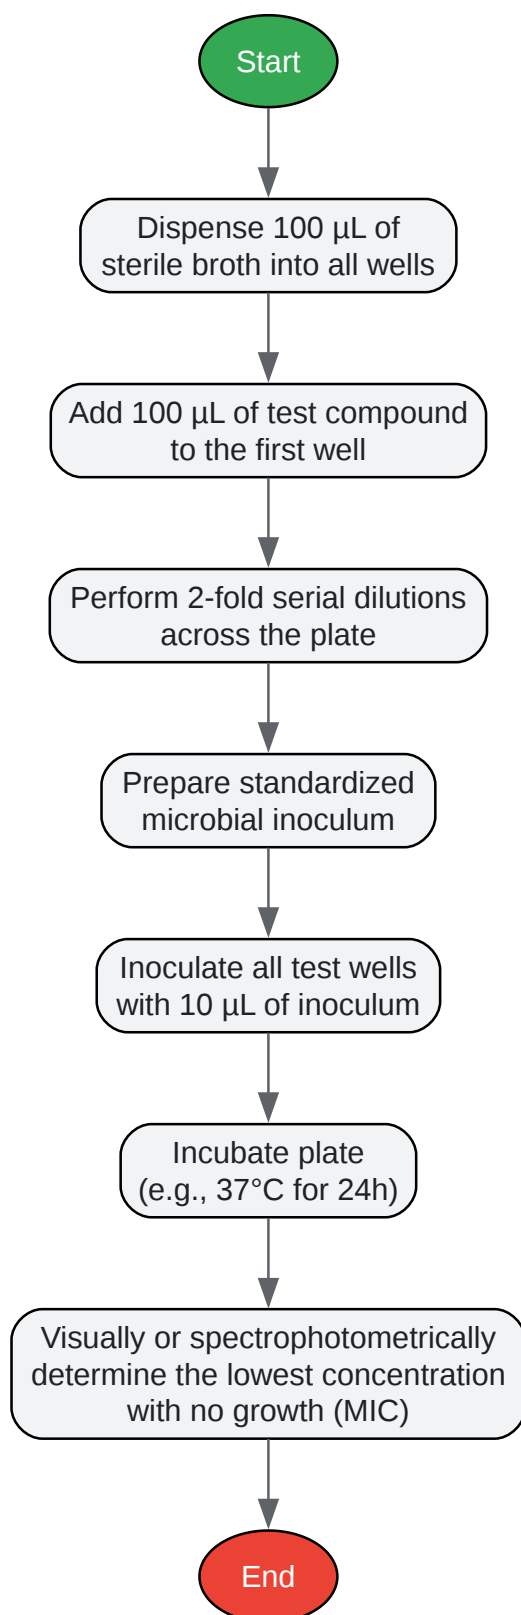 Start
Dispense 100 µL of
sterile broth into all wells
Add 100 µL of test compound
to the first well
Perform 2-fold serial dilutions
across the plate
Prepare standardized
microbial inoculum
Inoculate all test wells
with 10 µL of inoculum
Incubate plate
(e.g., 37°C for 24h)
Visually or spectrophotometrically
determine the lowest concentration
with no growth (MIC)
End